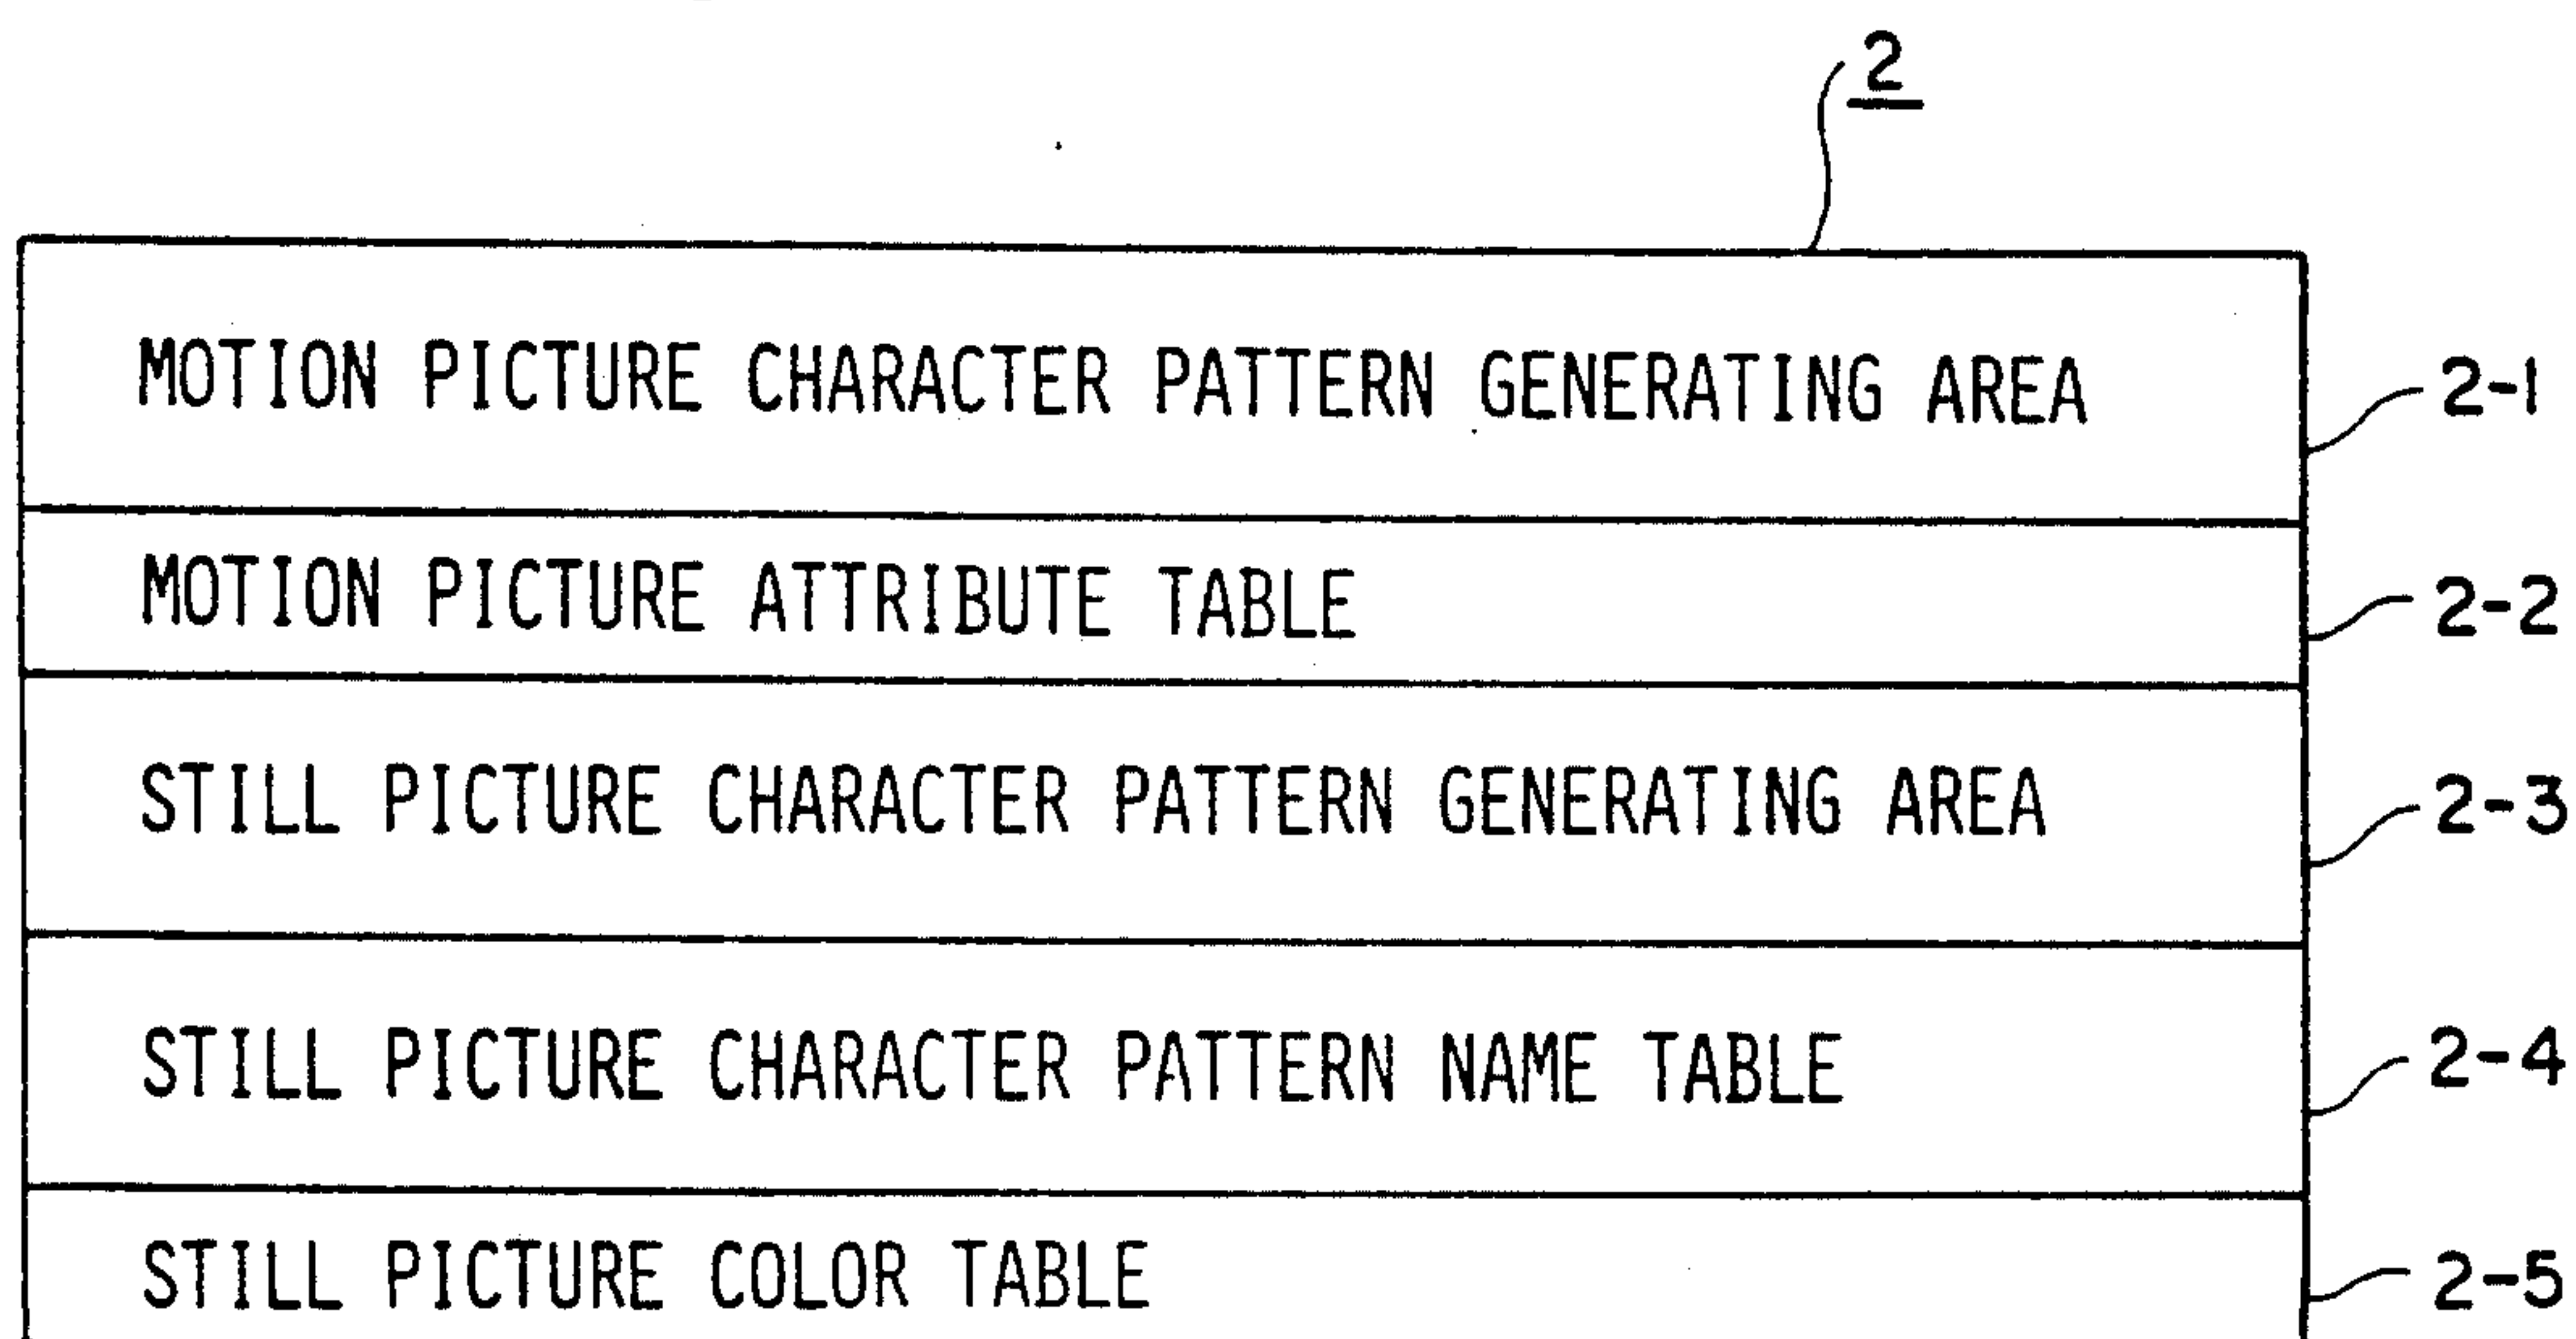 2
MOTION PICTURE CHARACTER PATTERN GENERATING AREA 2-1
MOTION PICTURE ATTRIBUTE TABLE 2-2
STILL PICTURE CHARACTER PATTERN GENERATING AREA 2-3
STILL PICTURE CHARACTER PATTERN NAME TABLE 2-4
STILL PICTURE COLOR TABLE 2-5